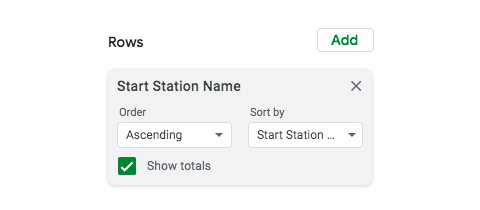 Rows Add
Start Station Name
Order Sort by
Ascending Start Station ...
Show totals